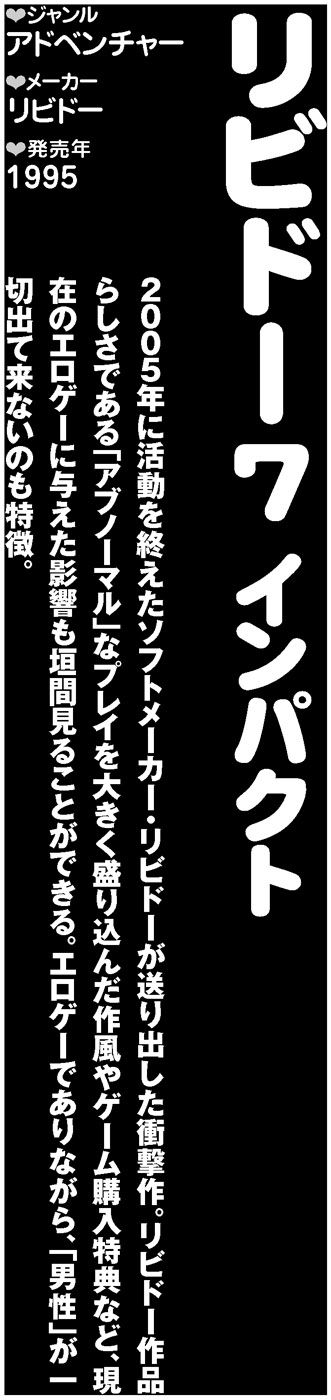 リビドー7 インパクト
❤ジャンル
アドベンチャー
❤メーカー
リビドー
❤発売年
1995
2005年に活動を終えたソフトメーカー・リビドーが送り出した衝撃作。リビドー作品
らしさである「アブノーマル」なプレイを大きく盛り込んだ作風やゲーム購入特典など、現
在のエロゲーに与えた影響も垣間見ることができる。エロゲーでありながら、「男性」が一
切出て来ないのも特徴。